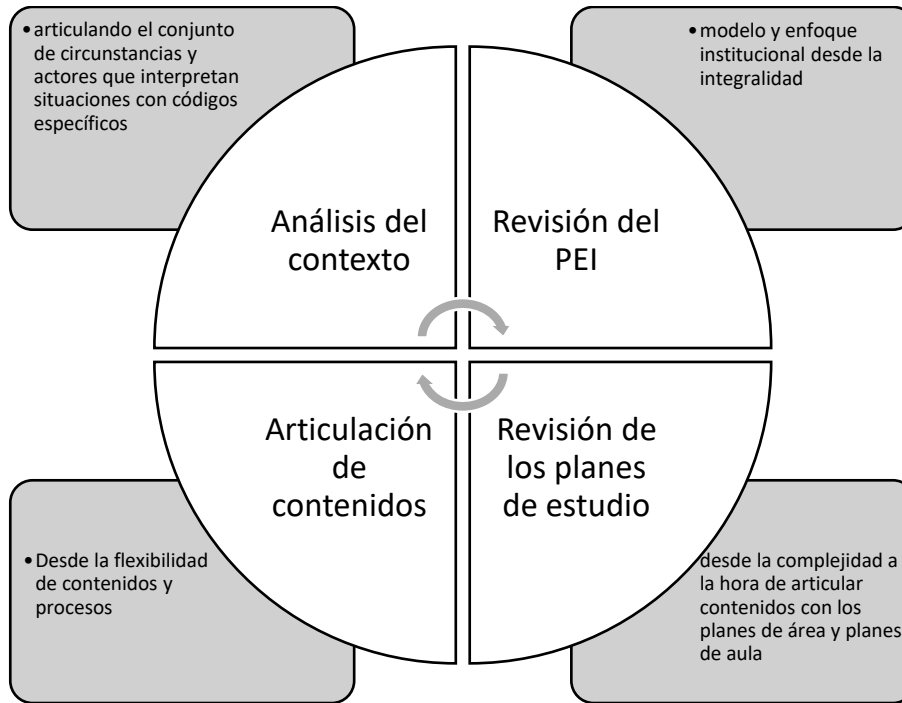 •articulando el conjunto
de circunstancias y
actores que interpretan
situaciones con códigos
específicos
•modelo y enfoque
institucional desde la
integralidad
Análisis del
contexto
Revisión del
PEI
Articulación
de
contenidos
Revisión de
los planes
de estudio
•Desde la flexibilidad
de contenidos y
procesos
desde la complejidad a
la hora de articular
contenidos con los
planes de área y planes
de aula